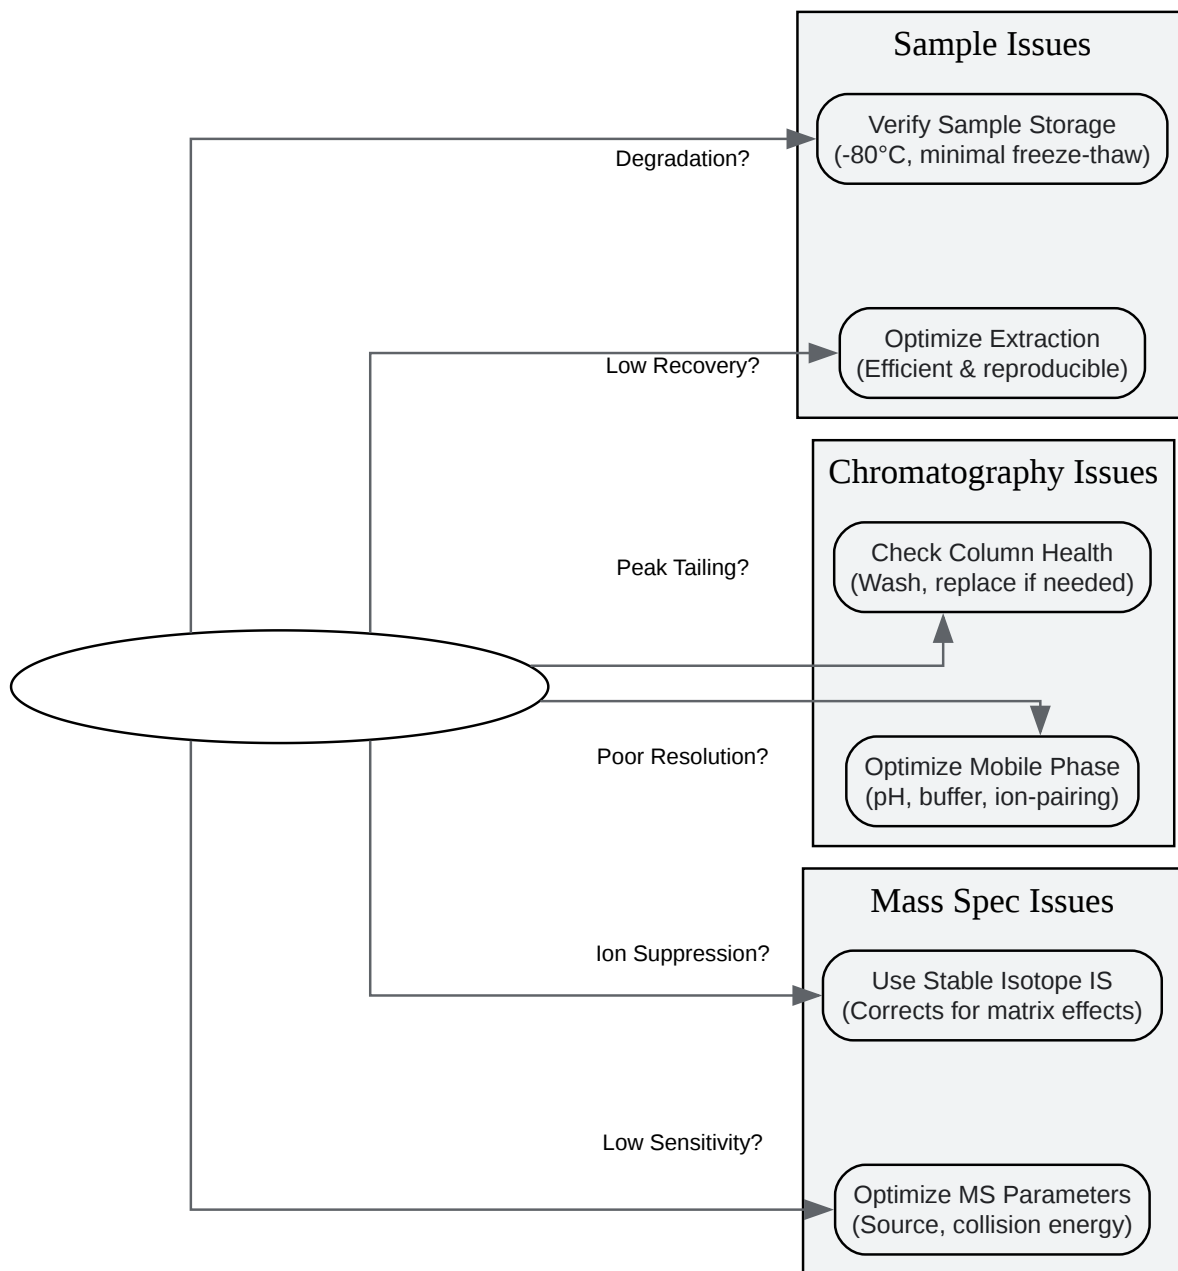 Sample Issues
Verify Sample Storage
(-80°C, minimal freeze-thaw)
Degradation?
Optimize Extraction
(Efficient & reproducible)
Low Recovery?
Chromatography Issues
Check Column Health
(Wash, replace if needed)
Peak Tailing?
Poor Resolution?
Optimize Mobile Phase
(pH, buffer, ion-pairing)
Mass Spec Issues
Ion Suppression?
Use Stable Isotope IS
(Corrects for matrix effects)
Low Sensitivity?
Optimize MS Parameters
(Source, collision energy)